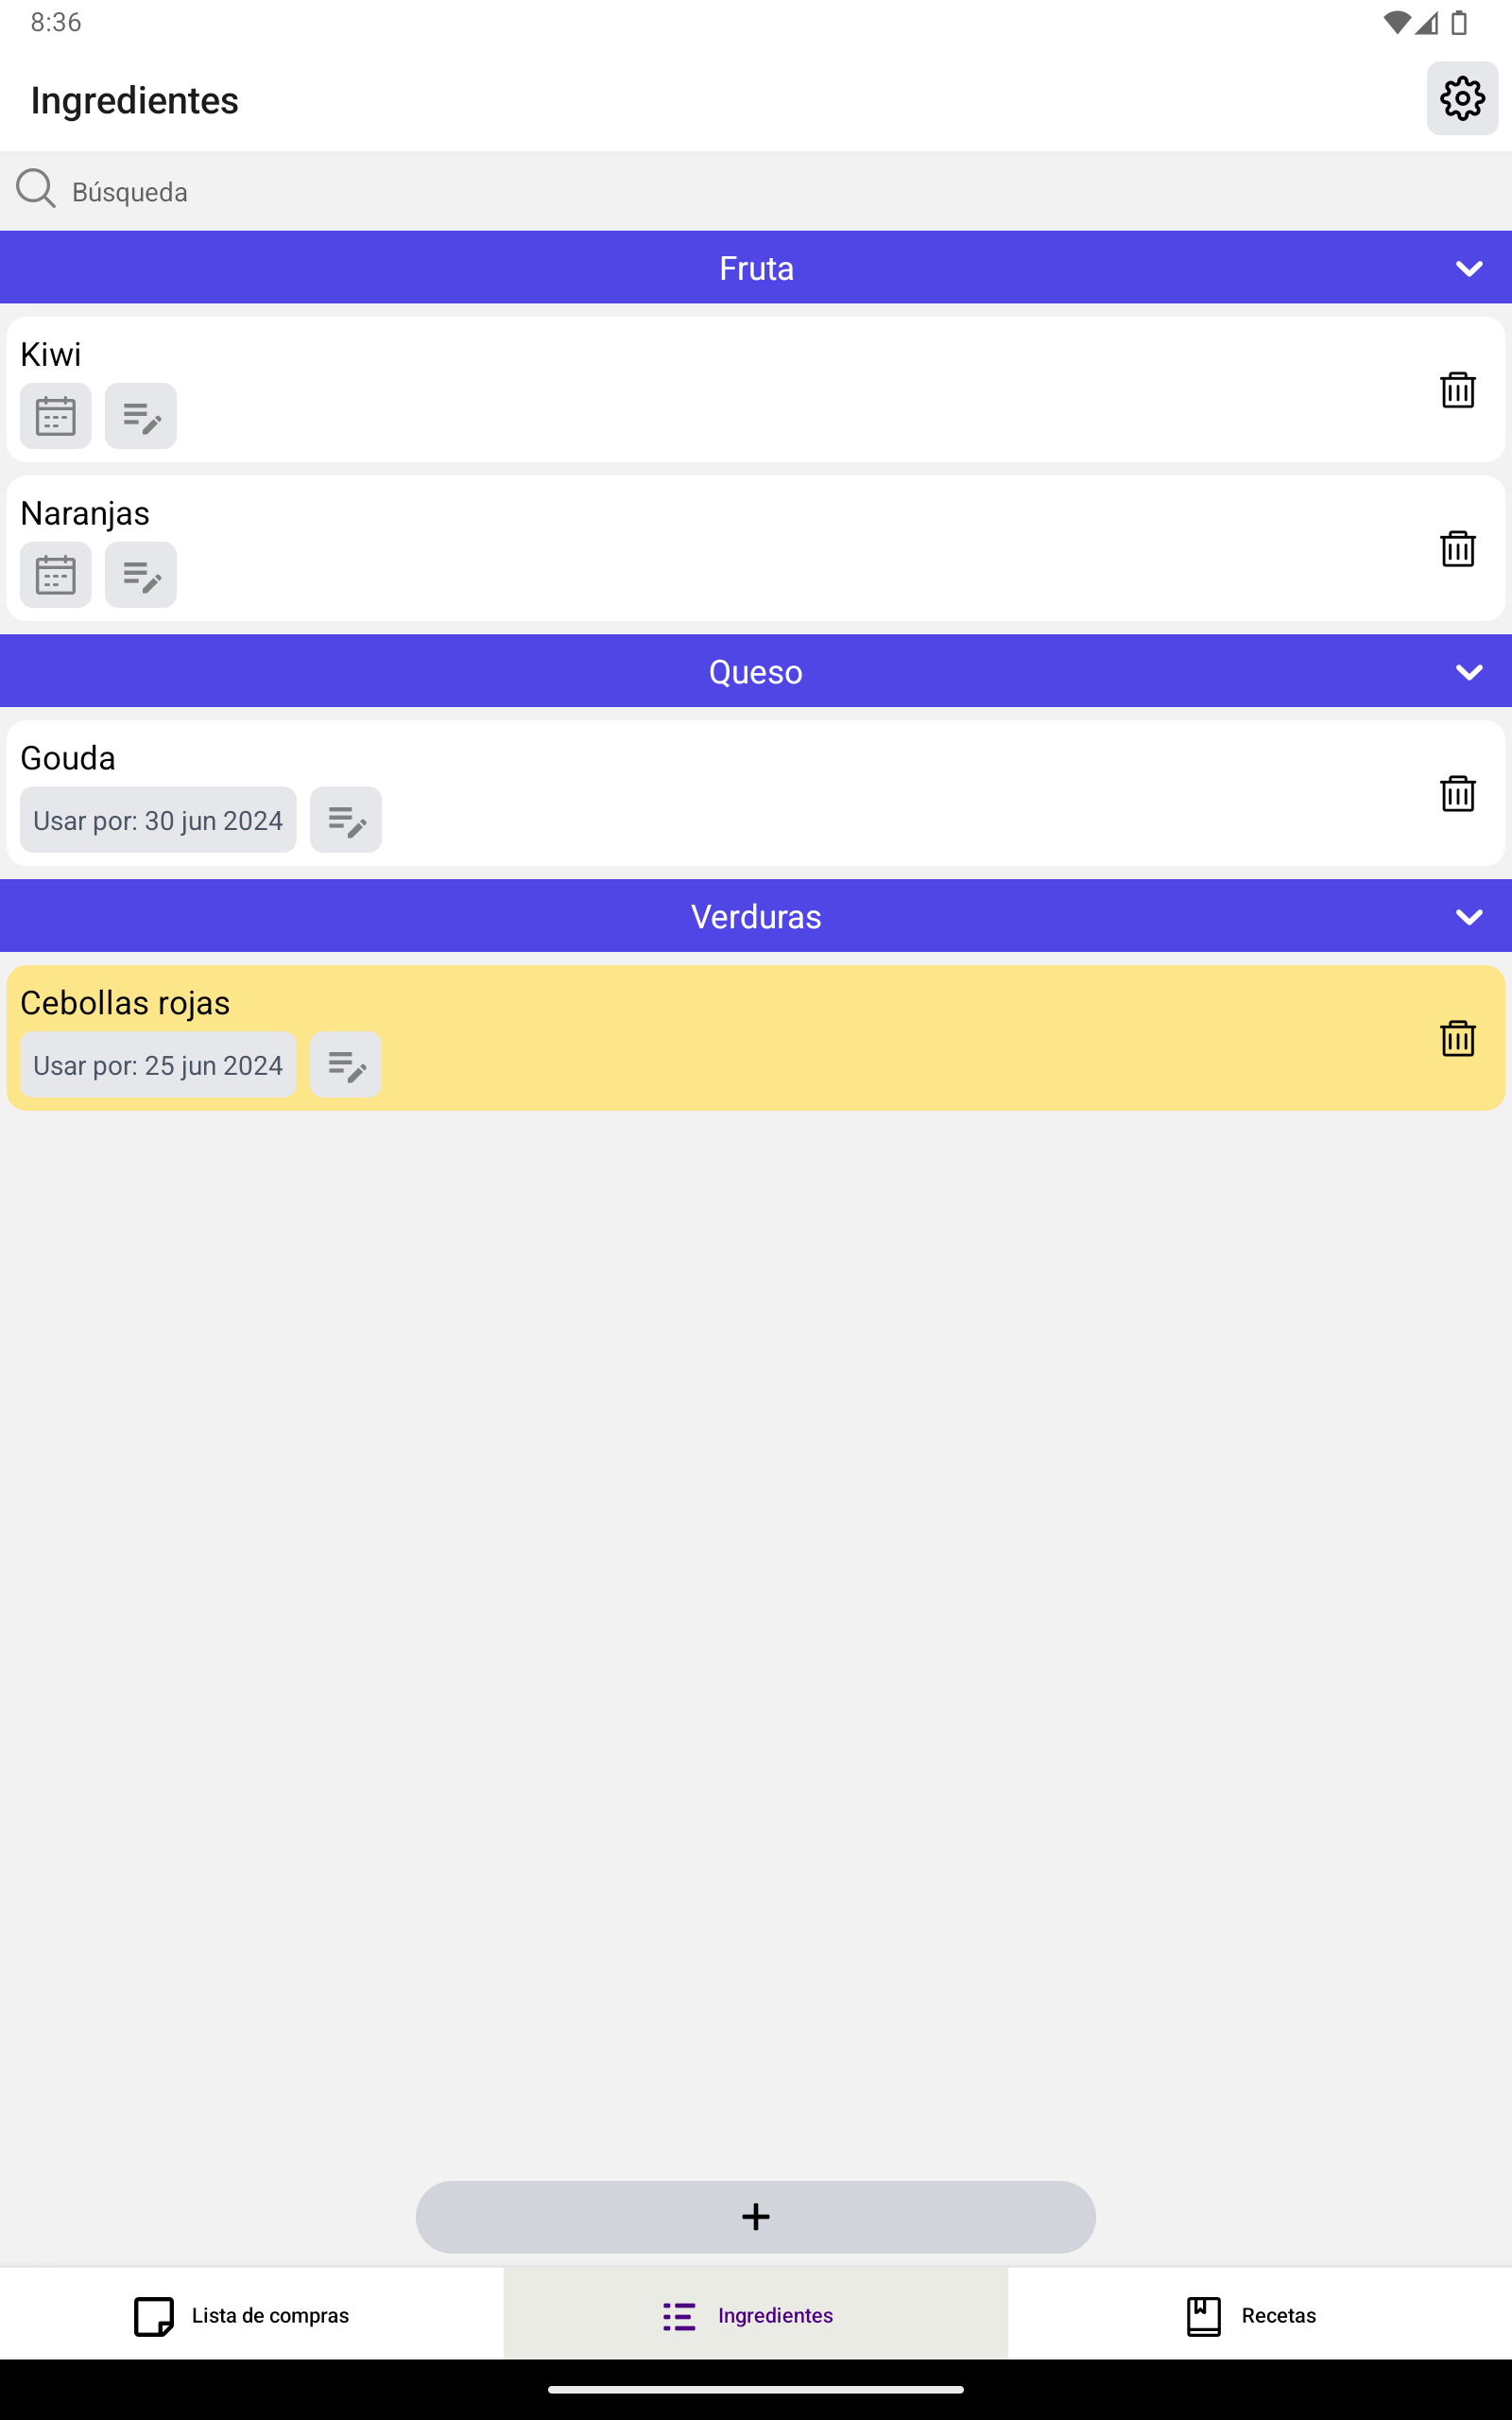 8:36
Ingredientes
Búsqueda
Fruta
Kiwi
Naranjas
Queso
Gouda
Usar por: 30 jun 2024
Verduras
Cebollas rojas
Usar por: 25 jun 2024
+
Lista de compras
Ingredientes
Recetas